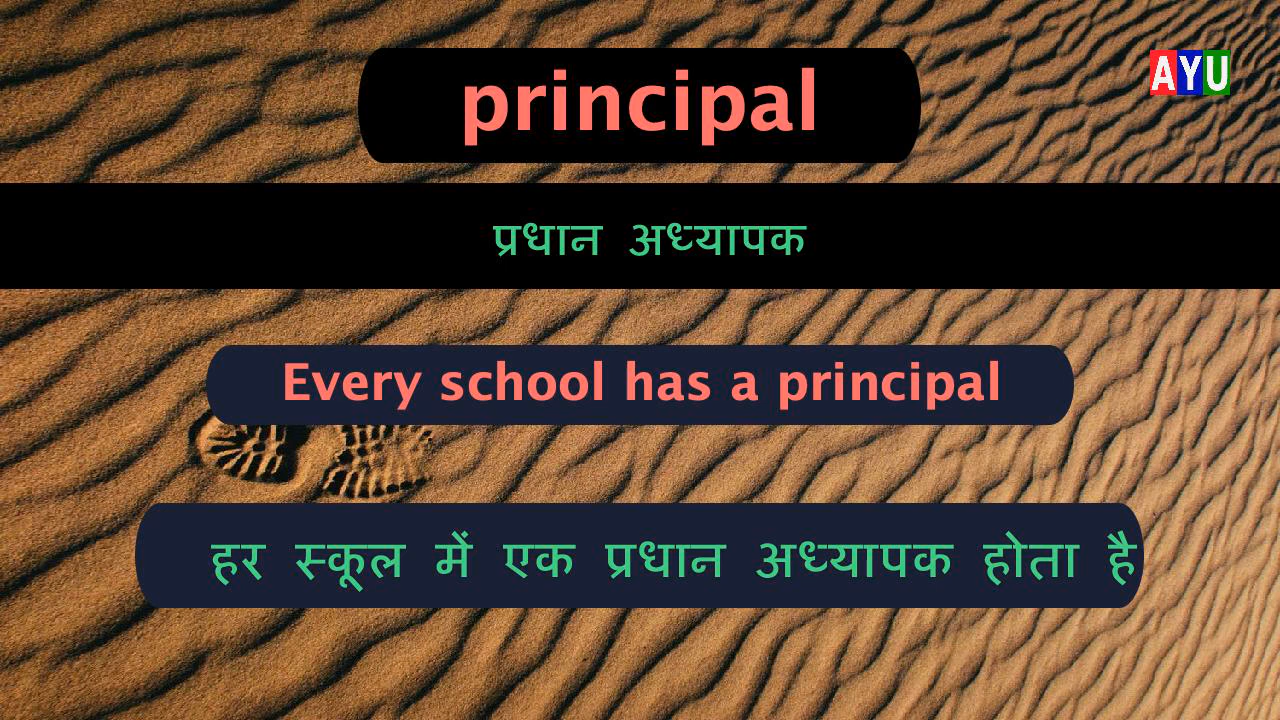 principal
AYU
प्रधान अध्यापक
Every school has a principal
हर स्कूल में एक प्रधान अध्यापक होता है